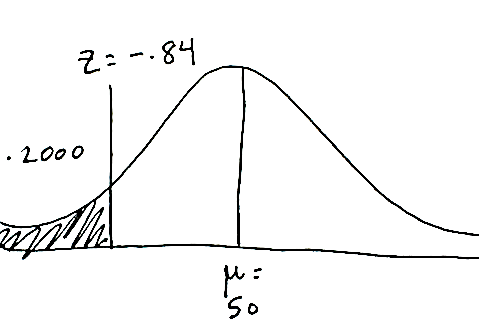 z = -.84
.2000
μ =
50